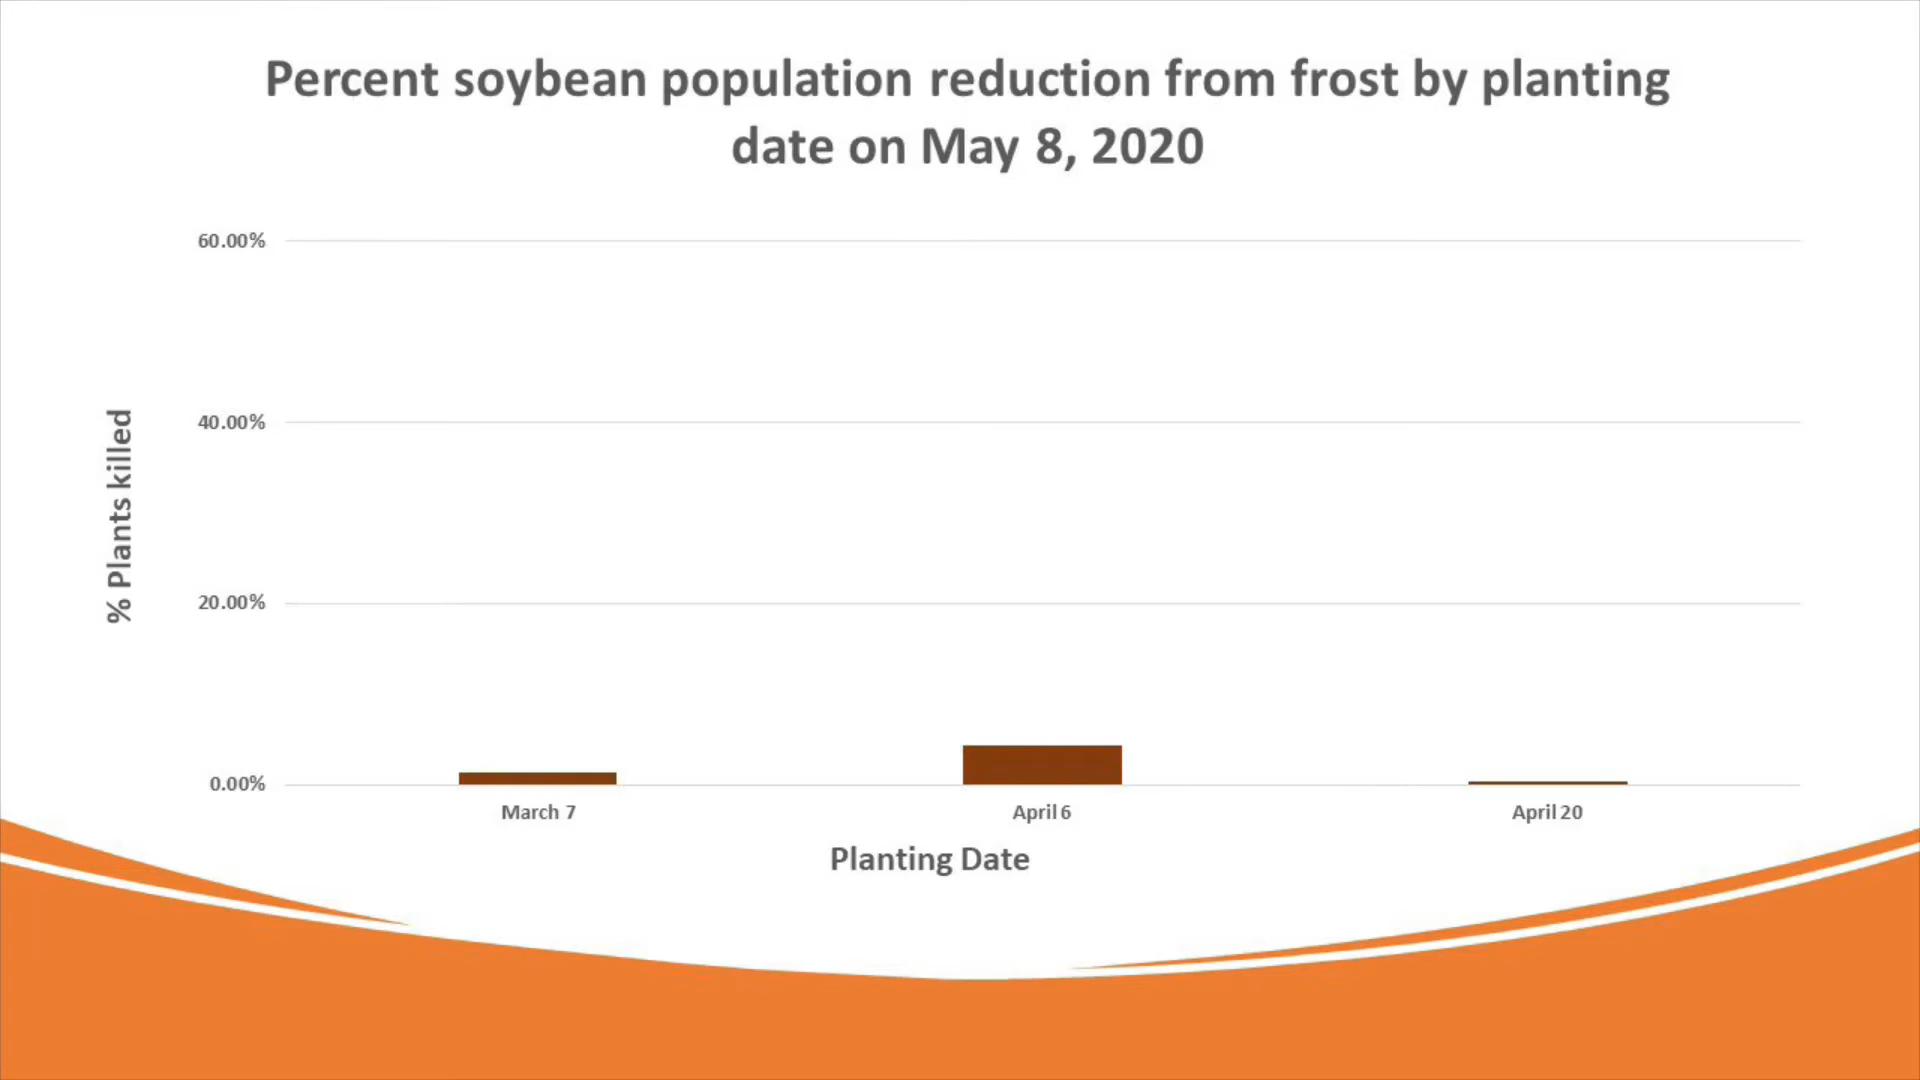 Percent soybean population reduction from frost by planting
date on May 8, 2020
60.00%
40.00%
20.00%
0.00%
% Plants killed
March 7
April 6
April 20
Planting Date